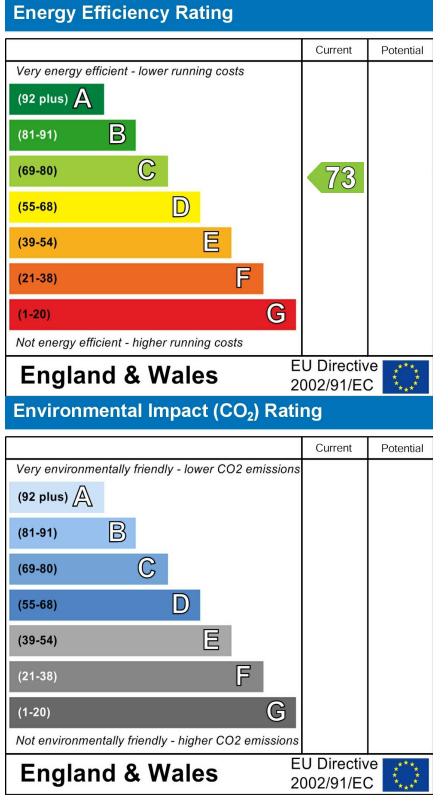 Energy Efficiency Rating
Current Potential
Very energy efficient - lower running costs
(92 plus) A
(81-91) B
(69-80) C
73
(55-68) D
(39-54) E
(21-38) F
(1-20) G
Not energy efficient - higher running costs
England & Wales
EU Directive
2002/91/EC
Environmental Impact (CO₂) Rating
Current Potential
Very environmentally friendly - lower CO2 emissions
(92 plus) A
(81-91) B
(69-80) C
(55-68) D
(39-54) E
(21-38) F
(1-20) G
Not environmentally friendly - higher CO2 emissions
England & Wales
EU Directive
2002/91/EC